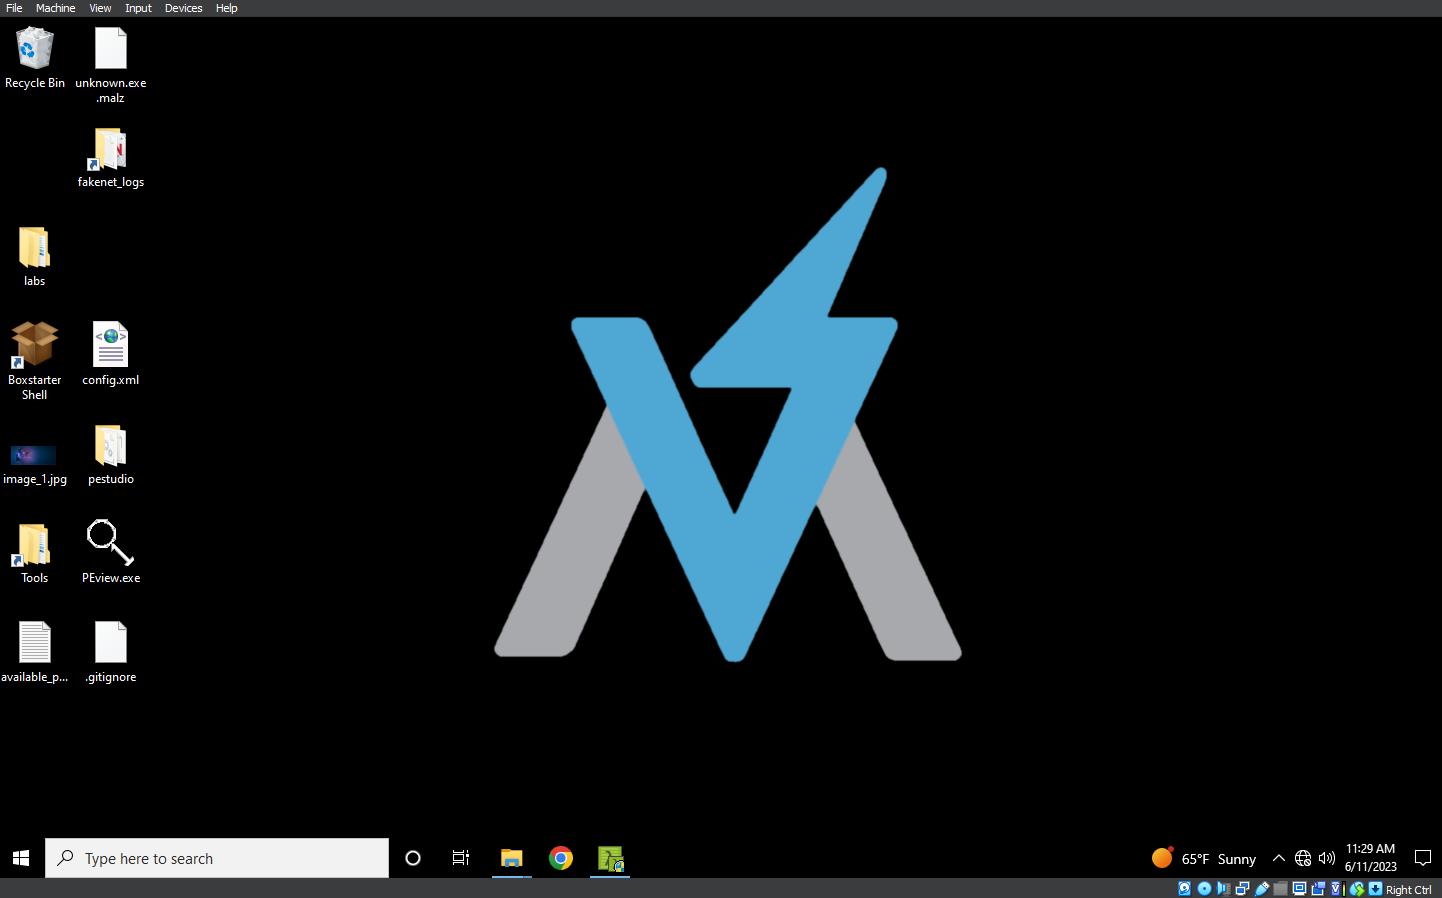 File Machine View Input Devices Help
Recycle Bin
unknown.exe
.malz
fakenet_logs
labs
Boxstarter
Shell
config.xml
image_1.jpg
pestudio
Tools
PEview.exe
available_p...
.gitignore
Type here to search
65°F Sunny
11:29 AM
6/11/2023
Right Ctrl